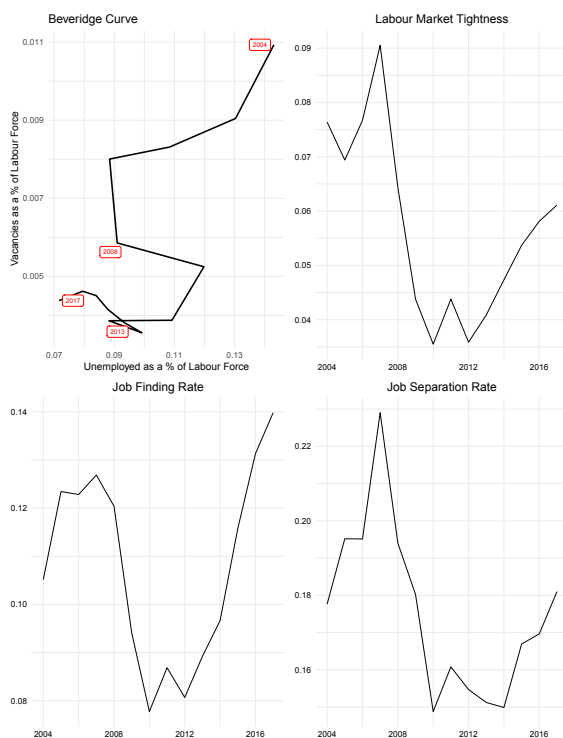 Beveridge Curve
Vacancies as a % of Labour Force
0.011
0.009
0.007
0.005
2004
2008
2017
2013
0.07 0.09 0.11 0.13
Unemployed as a % of Labour Force
Labour Market Tightness
0.09
0.08
0.07
0.06
0.05
0.04
2004 2008 2012 2016
Job Finding Rate
0.14
0.12
0.10
0.08
2004 2008 2012 2016
Job Separation Rate
0.22
0.20
0.18
0.16
2004 2008 2012 2016